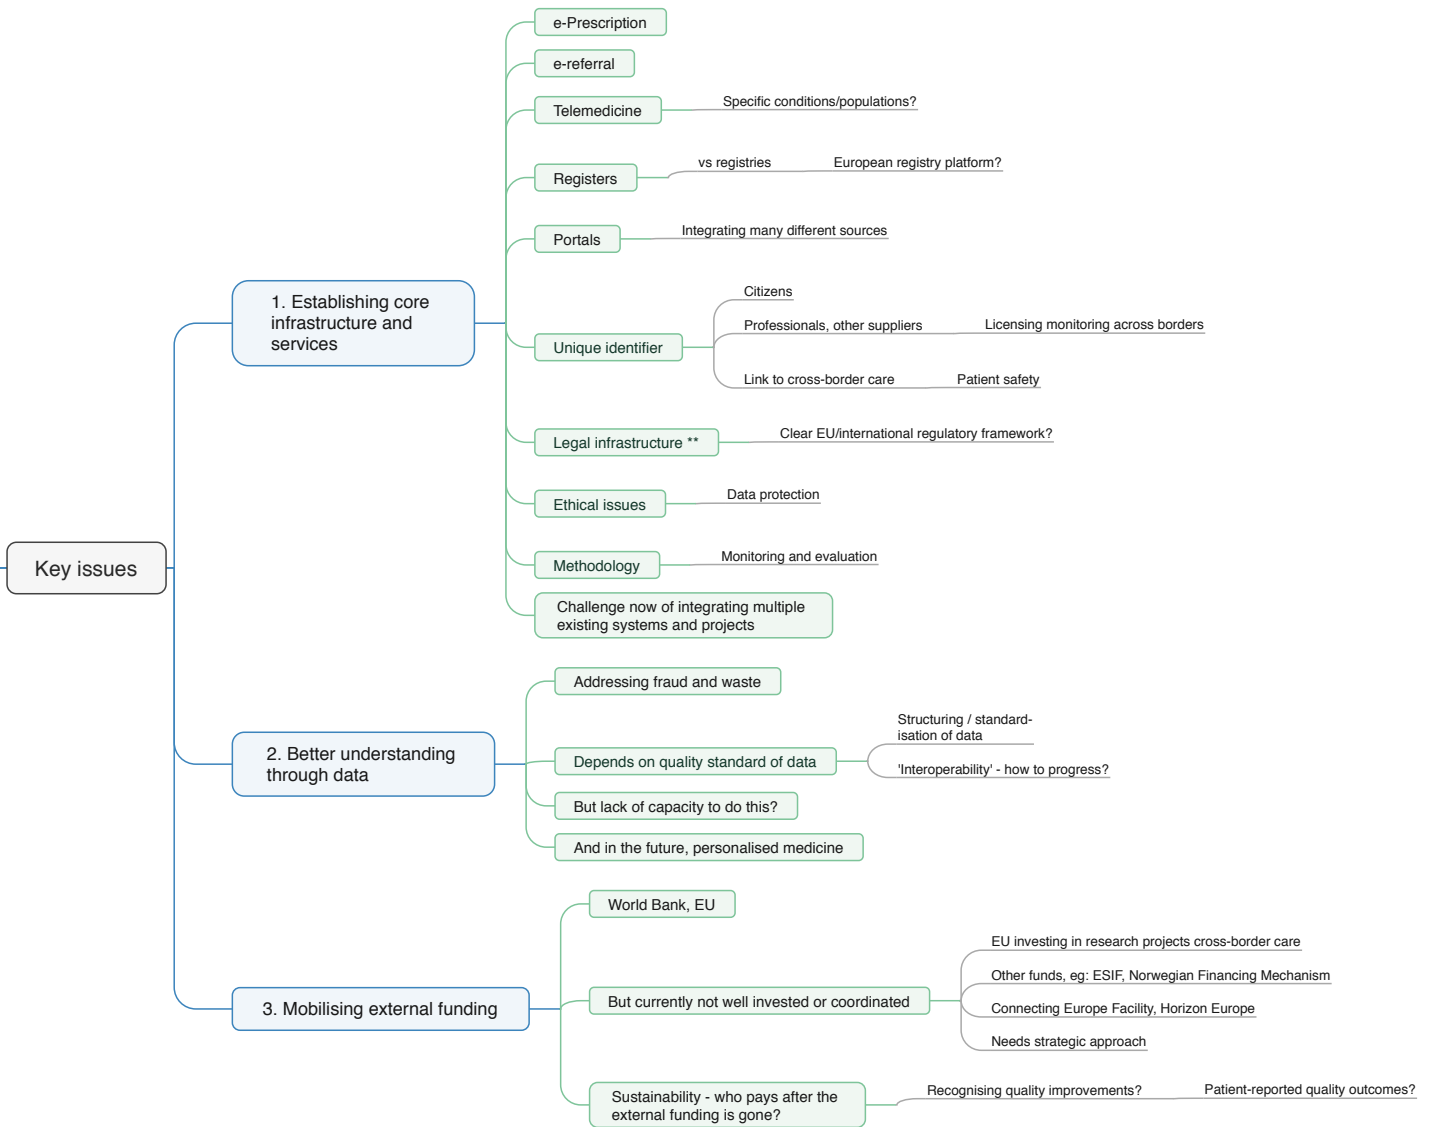 Key issues
1. Establishing core
infrastructure and
services
e-Prescription
e-referral
Telemedicine
Specific conditions/populations?
Registers
vs registries
European registry platform?
Portals
Integrating many different sources
Unique identifier
Citizens
Professionals, other suppliers
Licensing monitoring across borders
Link to cross-border care
Patient safety
Legal infrastructure **
Clear EU/international regulatory framework?
Ethical issues
Data protection
Methodology
Monitoring and evaluation
Challenge now of integrating multiple
existing systems and projects
2. Better understanding
through data
Addressing fraud and waste
Depends on quality standard of data
Structuring / standard-
isation of data
'Interoperability' - how to progress?
But lack of capacity to do this?
And in the future, personalised medicine
3. Mobilising external funding
World Bank, EU
But currently not well invested or coordinated
EU investing in research projects cross-border care
Other funds, eg: ESIF, Norwegian Financing Mechanism
Connecting Europe Facility, Horizon Europe
Needs strategic approach
Sustainability - who pays after the
external funding is gone?
Recognising quality improvements?
Patient-reported quality outcomes?